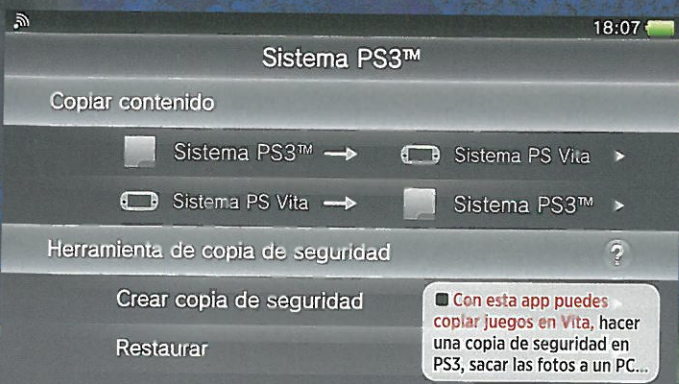 18:07
Sistema PS3™
Copiar contenido
Sistema PS3™ → Sistema PS Vita >
Sistema PS Vita → Sistema PS3™ >
Herramienta de copia de seguridad ?
Crear copia de seguridad
Restaurar
■ Con esta app puedes
copiar juegos en Vita, hacer
una copia de seguridad en
PS3, sacar las fotos a un PC...